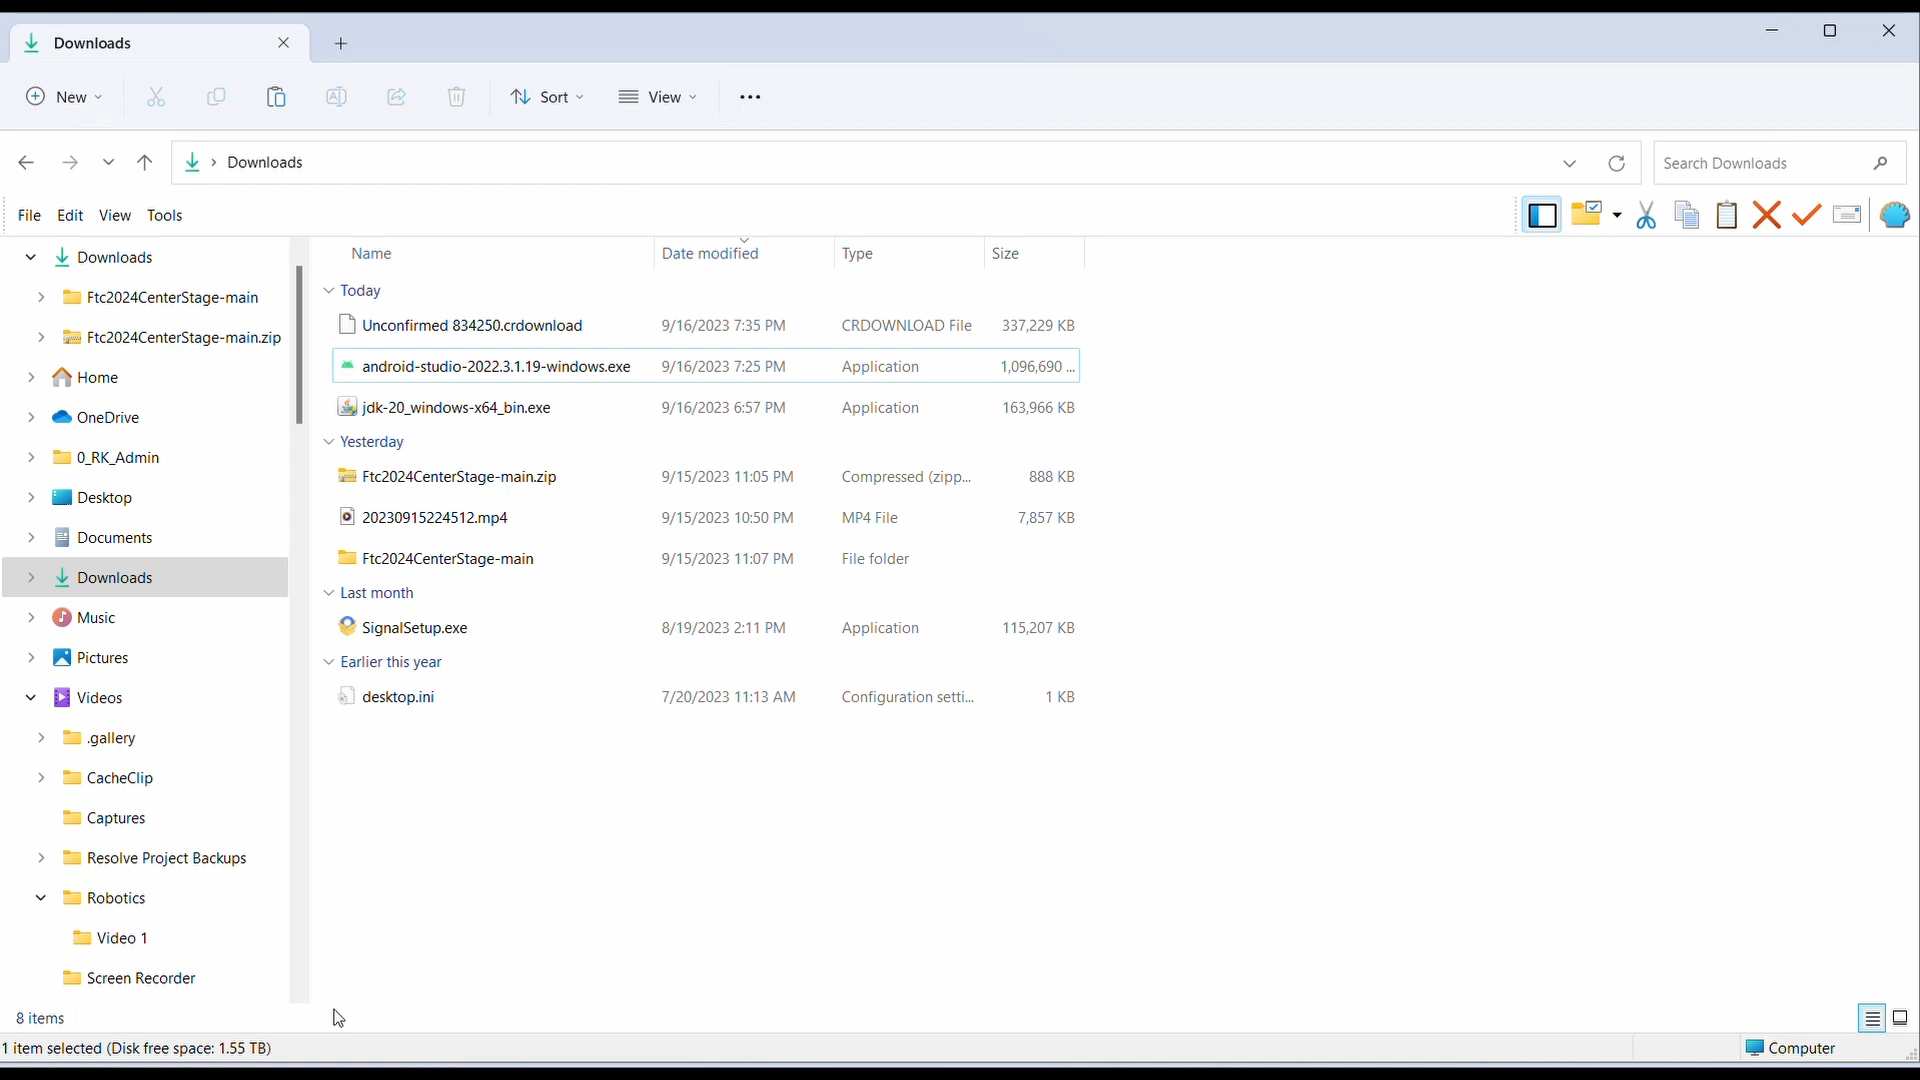 Downloads
New Sort View
Downloads Search Downloads
File Edit View Tools
Downloads
Ftc2024CenterStage-main
Ftc2024CenterStage-main.zip
Home
OneDrive
0_RK_Admin
Desktop
Documents
Downloads
Music
Pictures
Videos
.gallery
CacheClip
Captures
Resolve Project Backups
Robotics
Video 1
Screen Recorder
Name Date modified Type Size
Today
Unconfirmed 834250.crdownload 9/16/2023 7:35 PM CRDOWNLOAD File 337,229 KB
android-studio-2022.3.1.19-windows.exe 9/16/2023 7:25 PM Application 1,096,690 ...
jdk-20_windows-x64_bin.exe 9/16/2023 6:57 PM Application 163,966 KB
Yesterday
Ftc2024CenterStage-main.zip 9/15/2023 11:05 PM Compressed (zipp... 888 KB
20230915224512.mp4 9/15/2023 10:50 PM MP4 File 7,857 KB
Ftc2024CenterStage-main 9/15/2023 11:07 PM File folder
Last month
SignalSetup.exe 8/19/2023 2:11 PM Application 115,207 KB
Earlier this year
desktop.ini 7/20/2023 11:13 AM Configuration setti... 1 KB
8 items
1 item selected (Disk free space: 1.55 TB) Computer